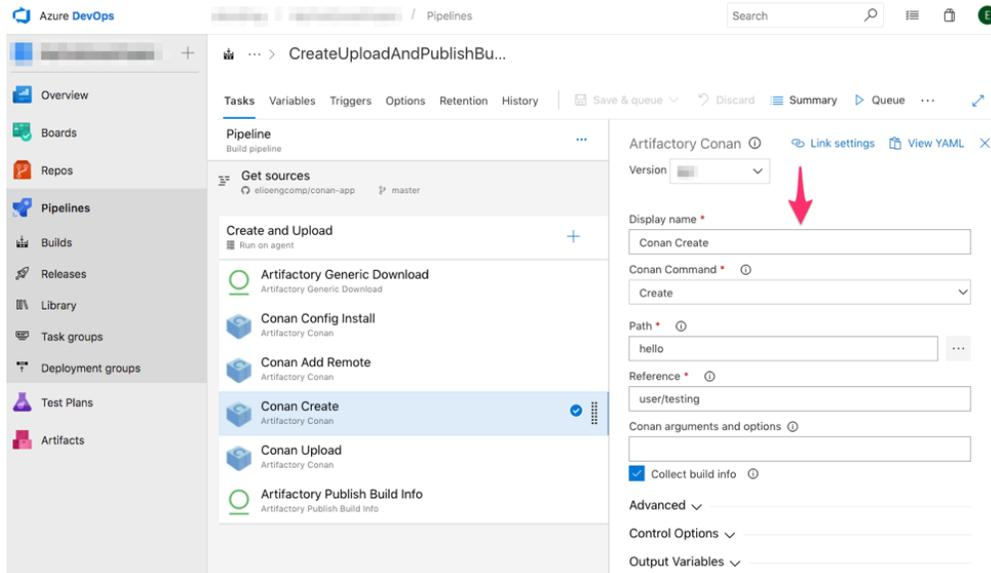 Azure DevOps
/ Pipelines
Search
E
CreateUploadAndPublishBu...
Overview
Boards
Repos
Pipelines
Builds
Releases
Library
Task groups
Deployment groups
Test Plans
Artifacts
Tasks Variables Triggers Options Retention History
Save & queue Discard Summary Queue ...
Pipeline
Build pipeline
Get sources
elioengcomp/conan-app master
Create and Upload
Run on agent
Artifactory Generic Download
Artifactory Generic Download
Conan Config Install
Artifactory Conan
Conan Add Remote
Artifactory Conan
Conan Create
Artifactory Conan
Conan Upload
Artifactory Conan
Artifactory Publish Build Info
Artifactory Publish Build Info
Artifactory Conan Link settings View YAML
Version
Display name *
Conan Create
Conan Command *
Create
Path *
hello
Reference *
user/testing
Conan arguments and options
Collect build info
Advanced
Control Options
Output Variables